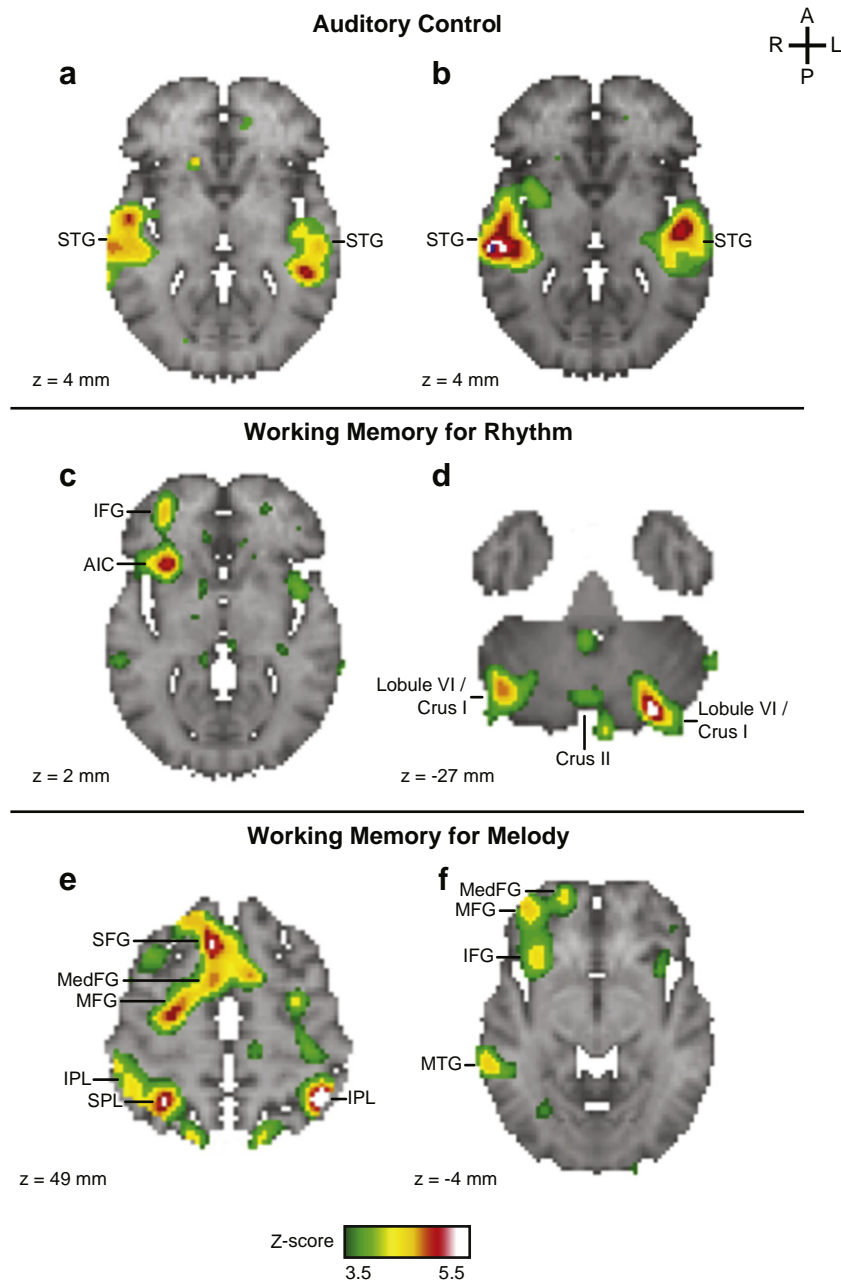 Auditory Control
A
R L
P
a
b
STG
STG
STG
STG
z = 4 mm
z = 4 mm
Working Memory for Rhythm
c
d
IFG
AIC
Lobule VI /
Crus I
Lobule VI /
Crus I
Crus II
z = 2 mm
z = -27 mm
Working Memory for Melody
e
f
SFG
MedFG
MFG
IPL
SPL
IPL
MedFG
MFG
IFG
MTG
z = 49 mm
z = -4 mm
Z-score
3.5 5.5